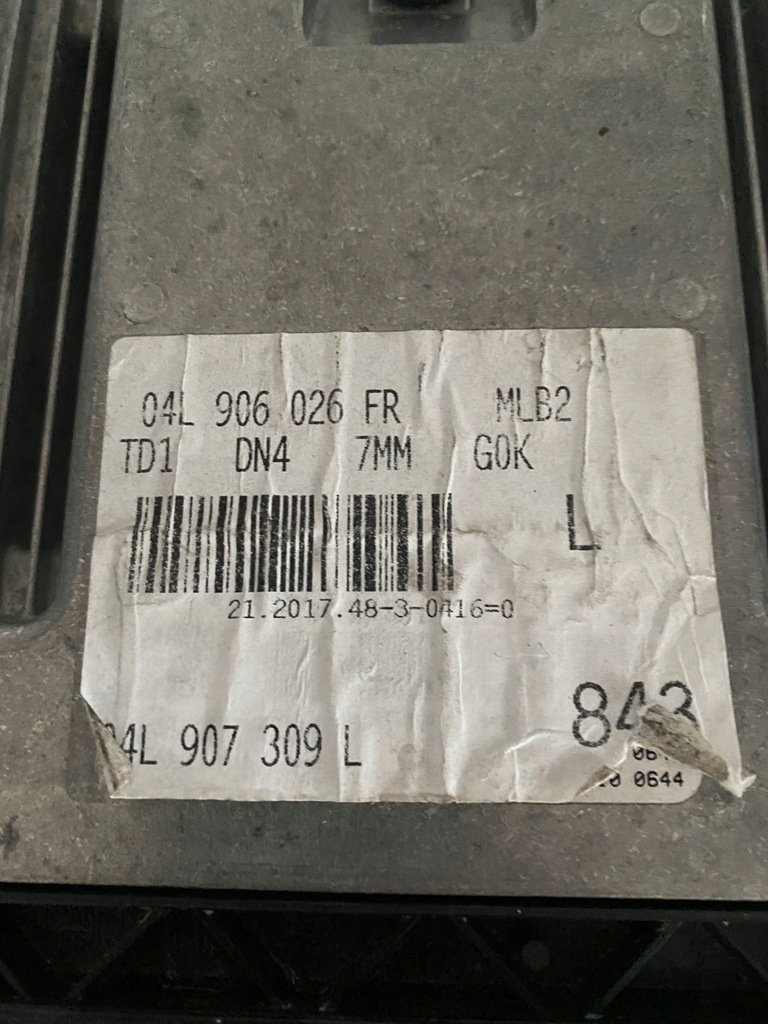 04L 906 026 FR MLB2
TD1 DN4 7MM G0K
L
21.2017.48-3-0416=0
4L 907 309 L
843
0644